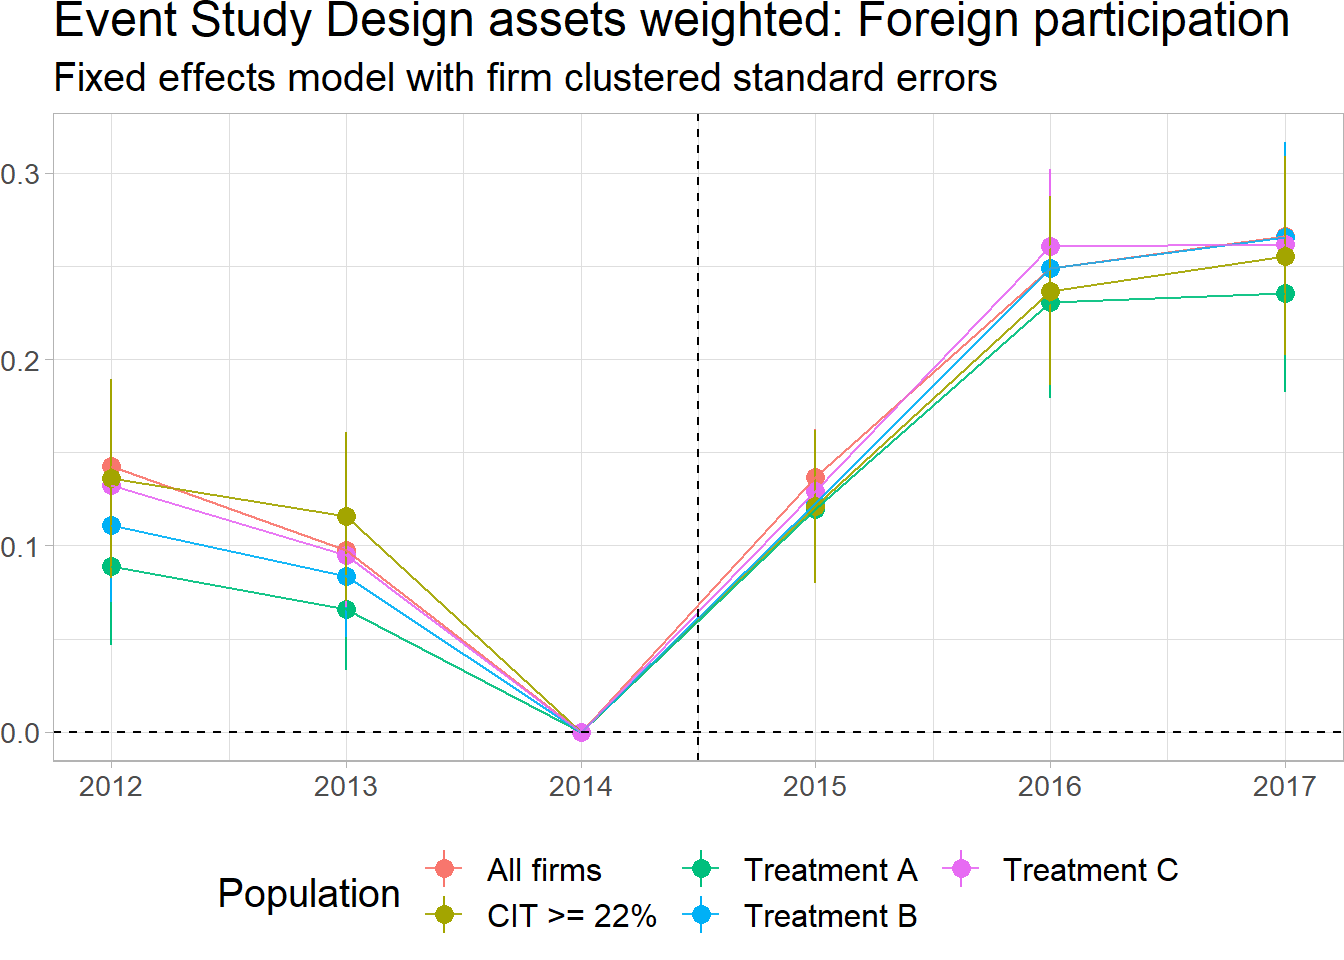 Event Study Design assets weighted: Foreign participation
Fixed effects model with firm clustered standard errors
0.3
0.2
0.1
0.0
2012 2013 2014 2015 2016 2017
Population
All firms Treatment A Treatment C
CIT >= 22% Treatment B